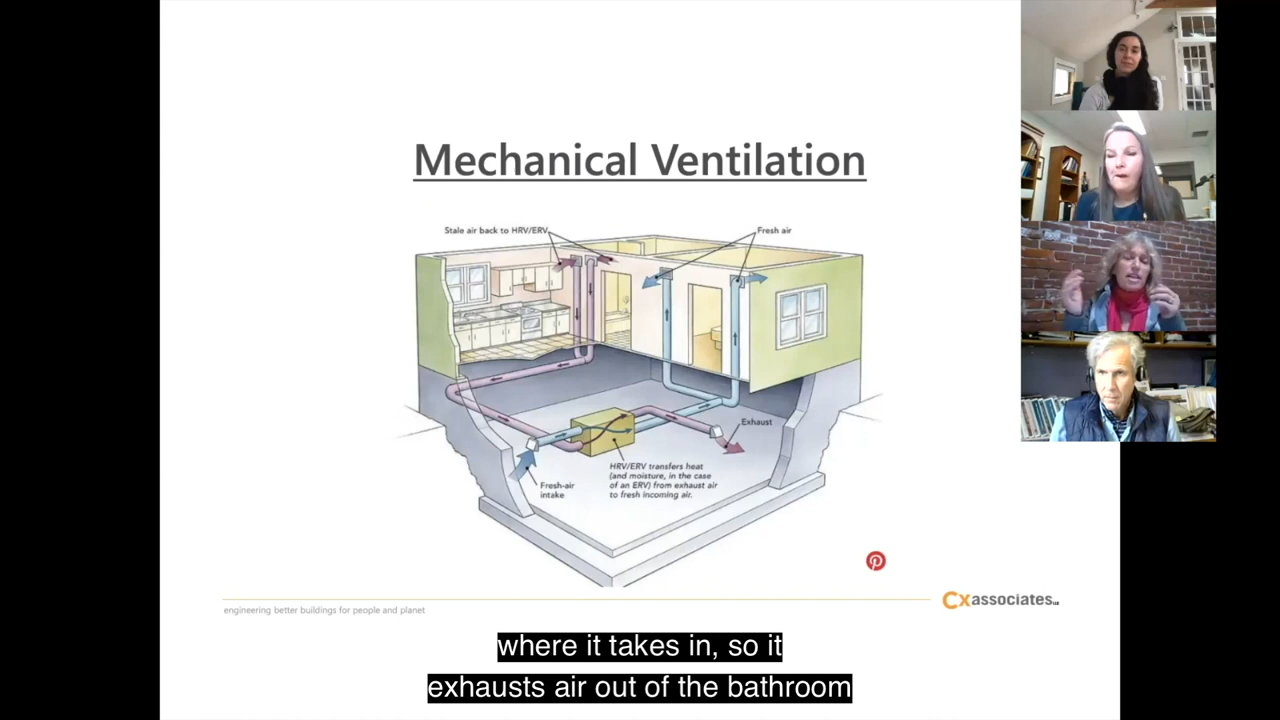 Mechanical Ventilation
Stale air back to HRV/ERV
Fresh air
Exhaust
HRV/ERV transfers heat
(and moisture, in the case
of an ERV) from exhaust air
to fresh incoming air.
Fresh-air
intake
engineering better buildings for people and planet
Cx associates
where it takes in, so it
exhausts air out of the bathroom